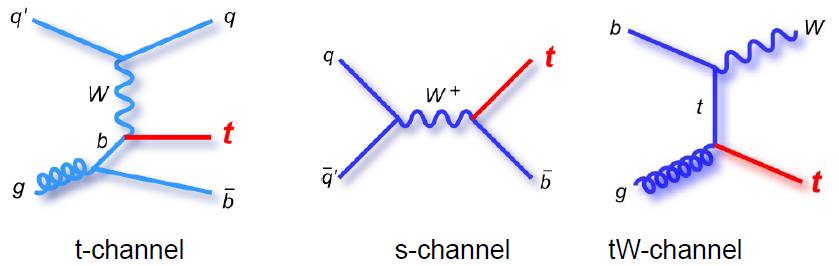 q' q
W
b t
g b̄
t-channel
q t
W +
q̄' b̄
s-channel
b W
t
g t
tW-channel